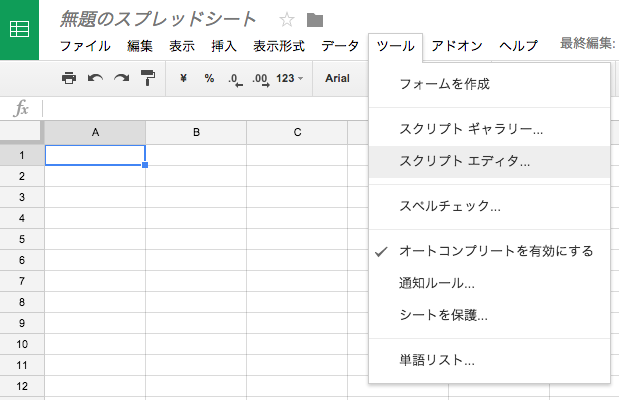 無題のスプレッドシート
ファイル 編集 表示 挿入 表示形式 データ ツール アドオン ヘルプ 最終編集:
¥ % .0 .00 123 Arial
fx
A B C
1
2
3
4
5
6
7
8
9
10
11
12
フォームを作成
スクリプト ギャラリー...
スクリプト エディタ...
スペルチェック...
オートコンプリートを有効にする
通知ルール...
シートを保護...
単語リスト...